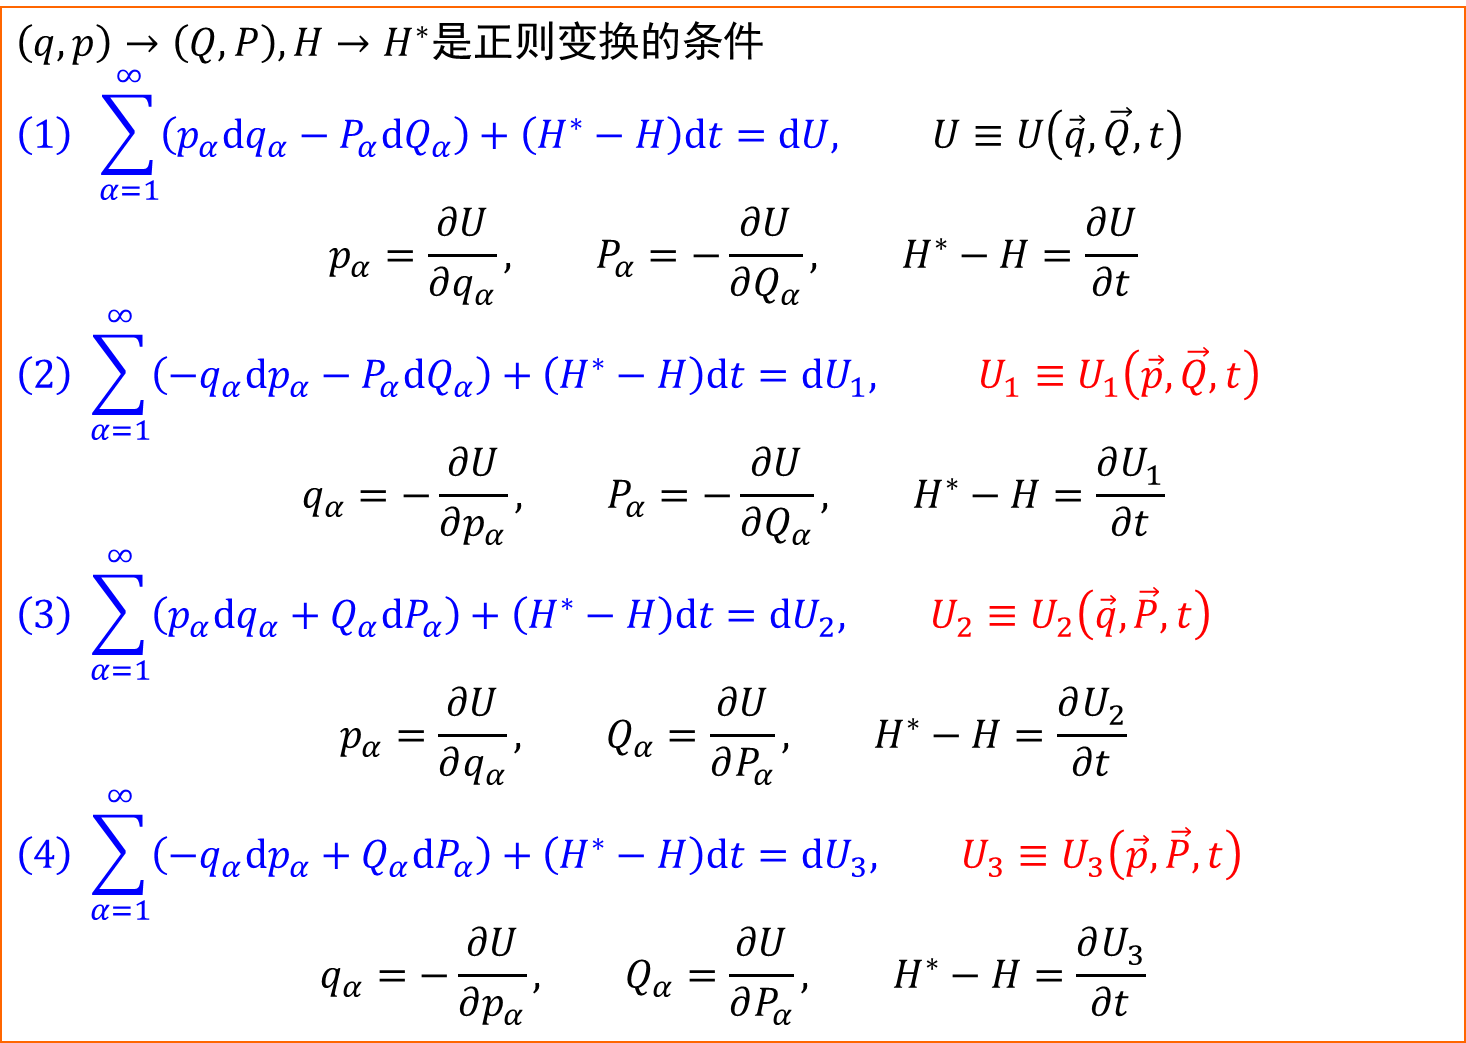 (q, p) → (Q, P), H → H*是正则变换的条件
(1) ∑_{α=1}^{∞} (p_α dq_α − P_α dQ_α) + (H* − H)dt = dU, U ≡ U(q⃗, Q⃗, t)
p_α = ∂U/∂q_α, P_α = −∂U/∂Q_α, H* − H = ∂U/∂t
(2) ∑_{α=1}^{∞} (−q_α dp_α − P_α dQ_α) + (H* − H)dt = dU₁, U₁ ≡ U₁(p⃗, Q⃗, t)
q_α = −∂U/∂p_α, P_α = −∂U/∂Q_α, H* − H = ∂U₁/∂t
(3) ∑_{α=1}^{∞} (p_α dq_α + Q_α dP_α) + (H* − H)dt = dU₂, U₂ ≡ U₂(q⃗, P⃗, t)
p_α = ∂U/∂q_α, Q_α = ∂U/∂P_α, H* − H = ∂U₂/∂t
(4) ∑_{α=1}^{∞} (−q_α dp_α + Q_α dP_α) + (H* − H)dt = dU₃, U₃ ≡ U₃(p⃗, P⃗, t)
q_α = −∂U/∂p_α, Q_α = ∂U/∂P_α, H* − H = ∂U₃/∂t